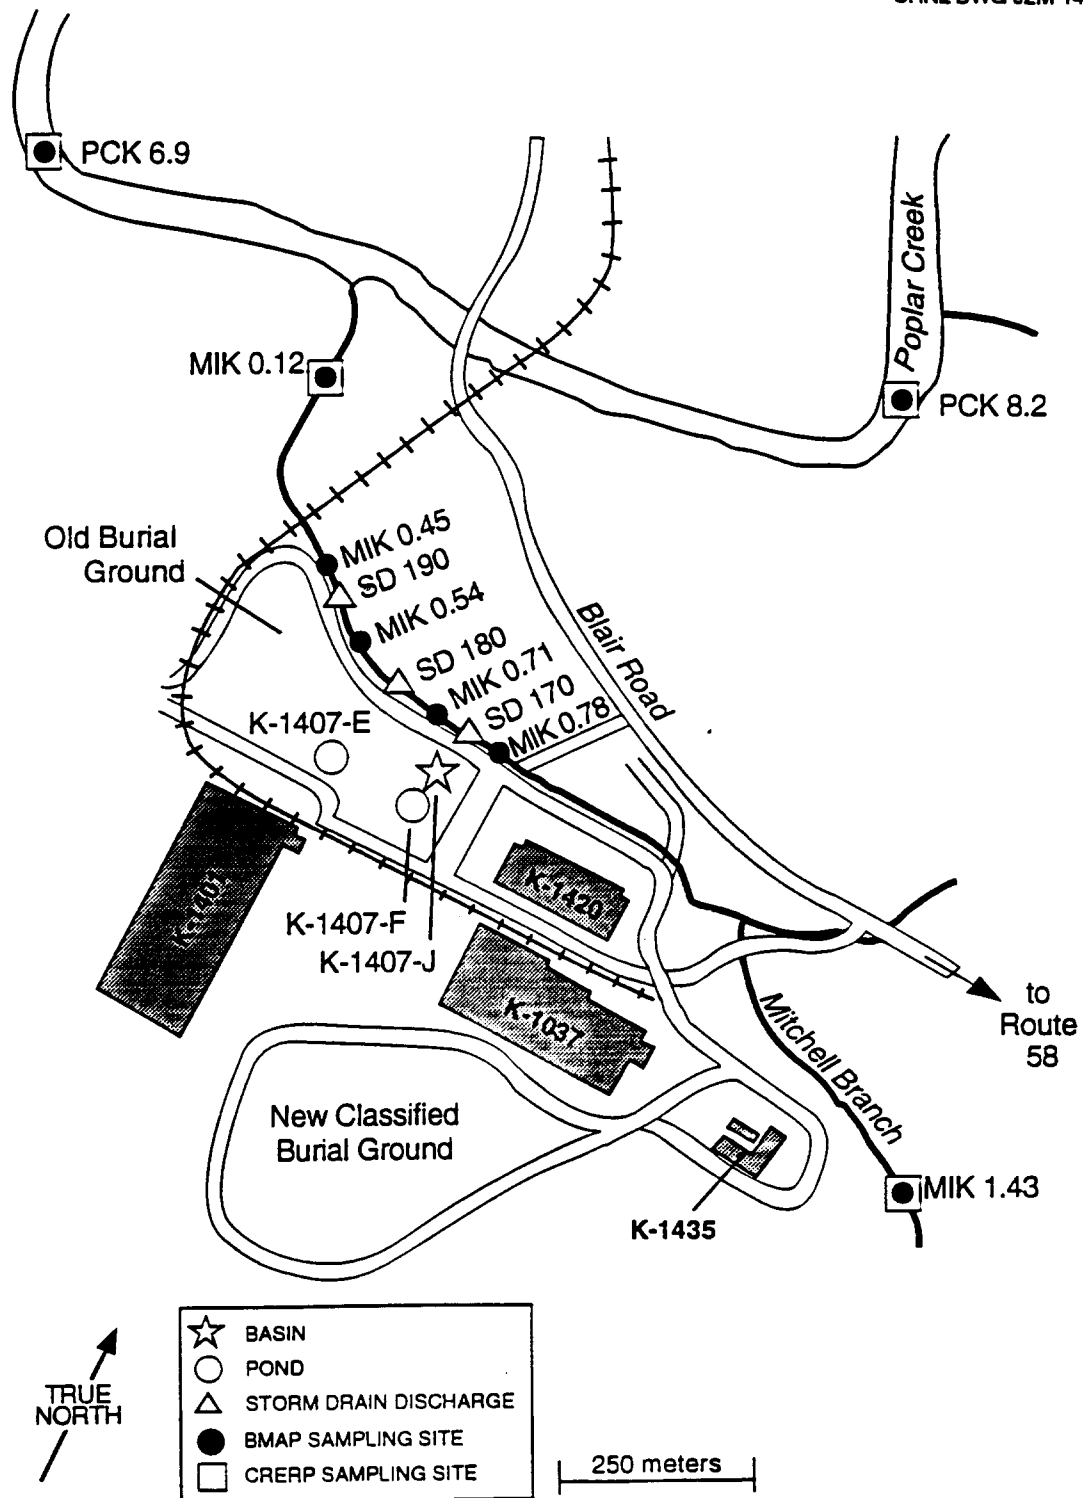 PCK 6.9
Poplar Creek
MIK 0.12
PCK 8.2
Old Burial
Ground
MIK 0.45
SD 190
MIK 0.54
SD 180
MIK 0.71
SD 170
MIK 0.78
Blair Road
K-1407-E
K-1401
K-1420
K-1407-F
K-1407-J
K-1037
to
Route
58
Mitchell Branch
New Classified
Burial Ground
MIK 1.43
K-1435
TRUE
NORTH
BASIN
POND
STORM DRAIN DISCHARGE
BMAP SAMPLING SITE
CRERP SAMPLING SITE
250 meters